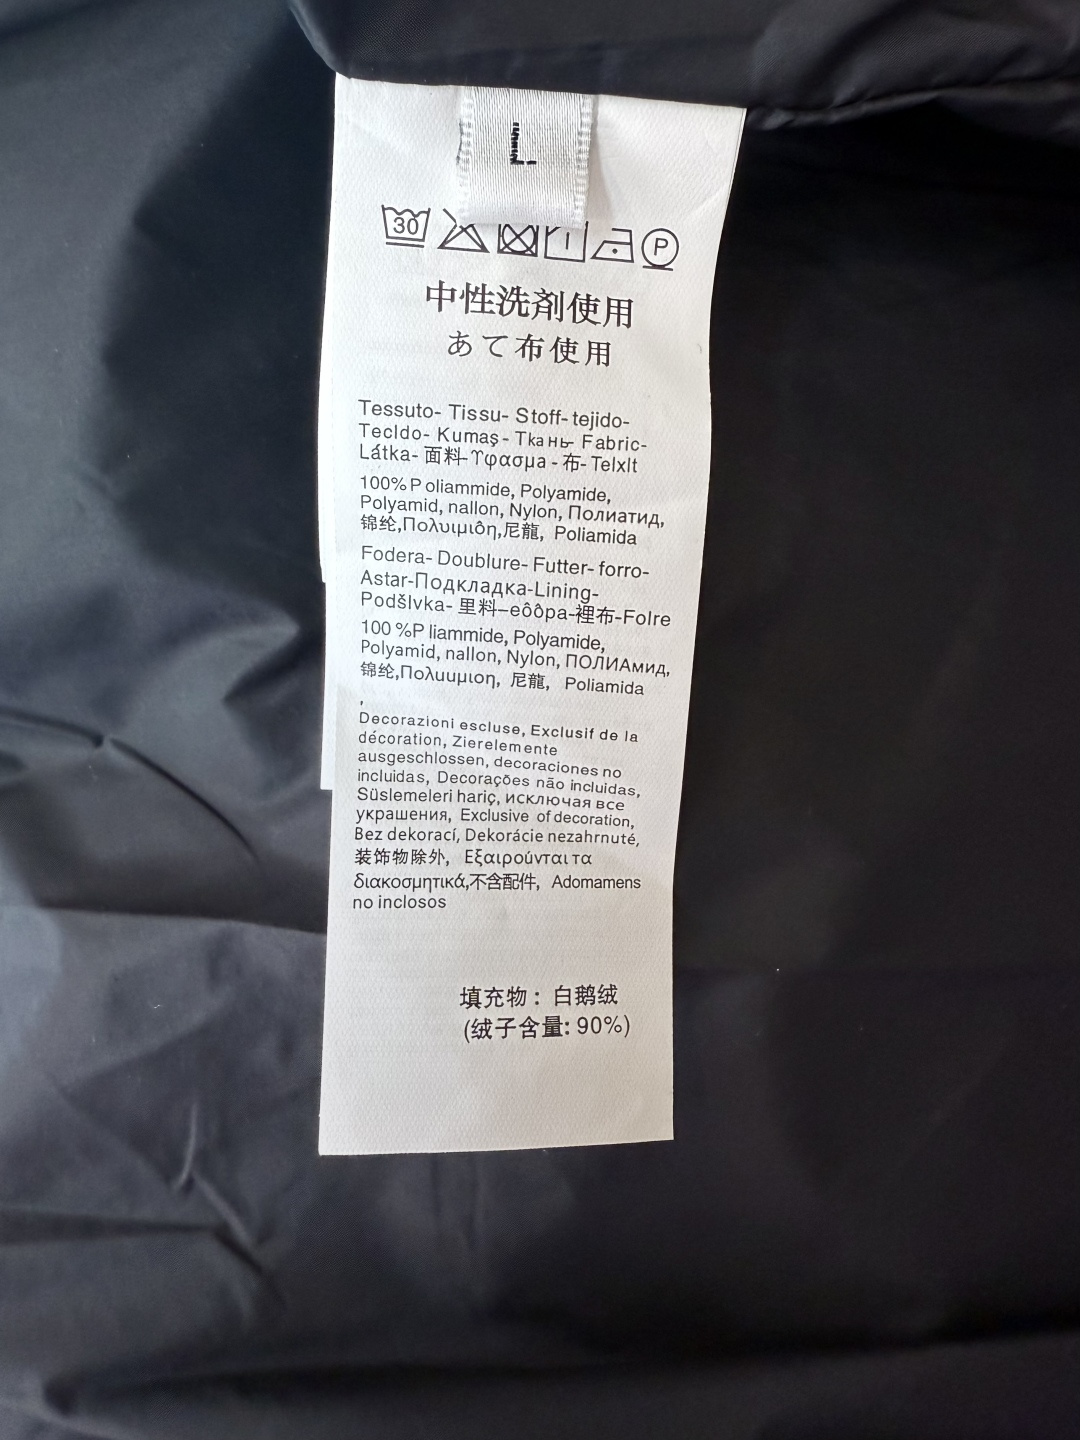 L
30
P
中性洗剤使用
あて布使用
Tessuto- Tissu- Stoff- tejido-
Tecldo- Kumaş- Ткань- Fabric-
Látka- 面料-ϒφασμα - 布- Telxlt
100%P oliammide, Polyamide,
Polyamid, nallon, Nylon, Полиатид,
锦纶,Πολυιμιδη,尼龍, Poliamida
Fodera- Doublure- Futter- forro-
Astar-Подкладка-Lining-
Podšlvka- 里料–eôôpa-裡布-Folre
100 %P liammide, Polyamide,
Polyamid, nallon, Nylon, ПОЛИАмид,
锦纶,Πολυυμιοη, 尼龍, Poliamida
,
Decorazioni escluse, Exclusif de la
décoration, Zierelemente
ausgeschlossen, decoraciones no
incluidas, Decorações não incluidas,
Süslemeleri hariç, исключая все
украшения, Exclusive of decoration,
Bez dekorací, Dekorácie nezahrnuté,
装饰物除外, Εξαιρούνται τα
διακοσμητικά,不含配件, Adomamens
no inclosos
填充物：白鹅绒
(绒子含量: 90%)